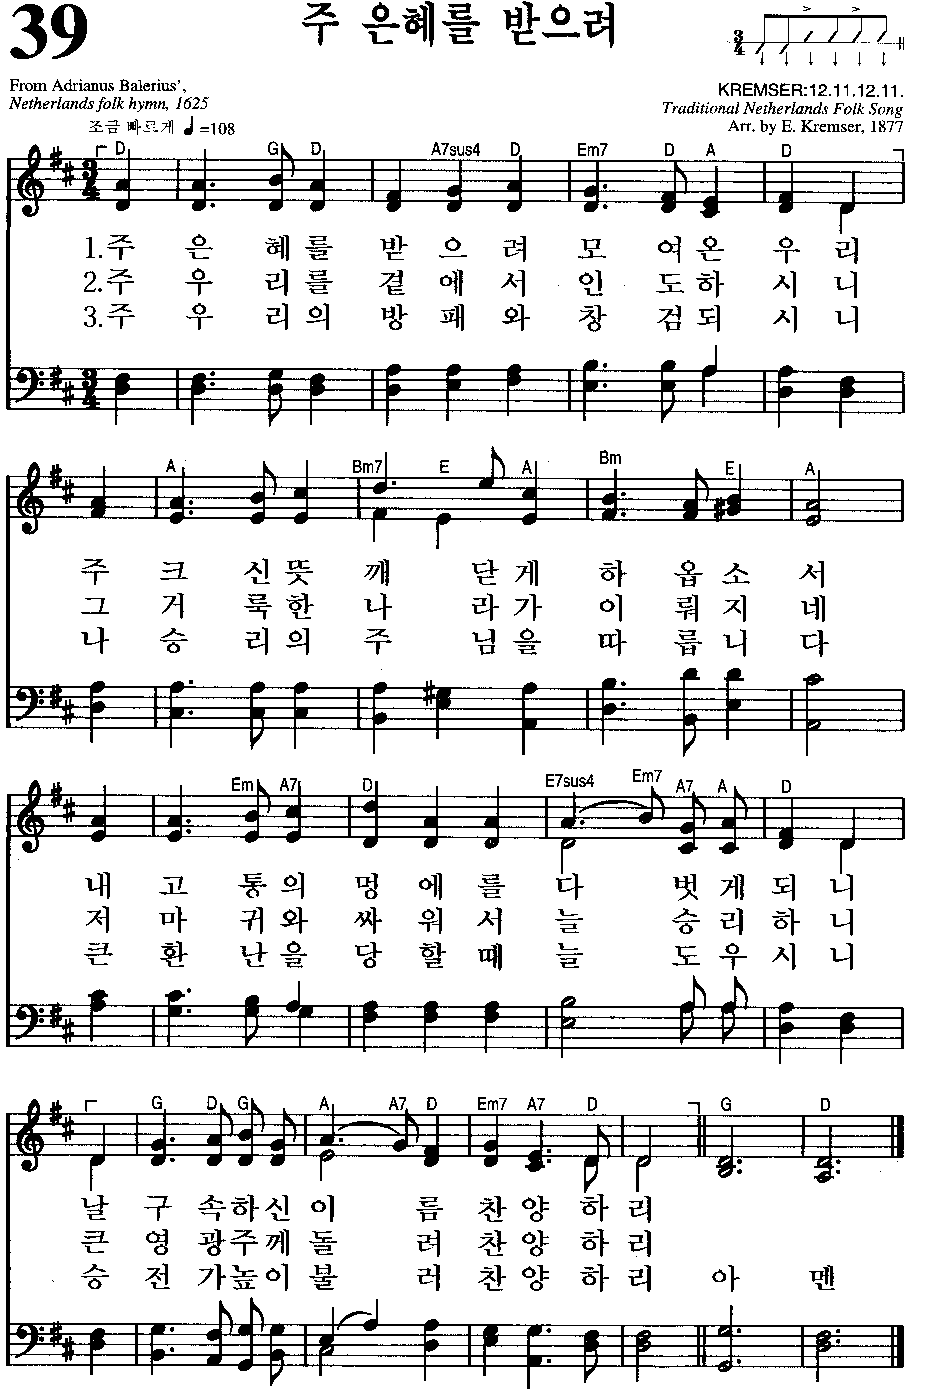 39
주 은혜를 받으려
3
4
From Adrianus Balerius',
Netherlands folk hymn, 1625
KREMSER:12.11.12.11.
Traditional Netherlands Folk Song
Arr. by E. Kremser, 1877
조금 빠르게 ♩=108
D G D A7sus4 D Em7 D A D
3
4
1.주 은 혜를 받 으 려 모 여온 우 리
2.주 우 리를 곁 에 서 인 도하 시 니
3.주 우 리의 방 패 와 창 검되 시 니
3
4
A Bm7 E A Bm E A
주 크 신뜻 깨 닫게 하 옵소 서
그 거 룩한 나 라가 이 뤄지 네
나 승 리의 주 님을 따 릅니 다
Em A7 D E7sus4 Em7 A7 A D
내 고 통의 멍 에 를 다 벗게 되 니
저 마 귀와 싸 워 서 늘 승리 하 니
큰 환 난을 당 할 때 늘 도우 시 니
G D G A A7 D Em7 A7 D G D
날 구 속하신 이 름 찬 양 하 리
큰 영 광주께 돌 려 찬 양 하 리
승 전 가높이 불 러 찬 양 하 리 아 멘